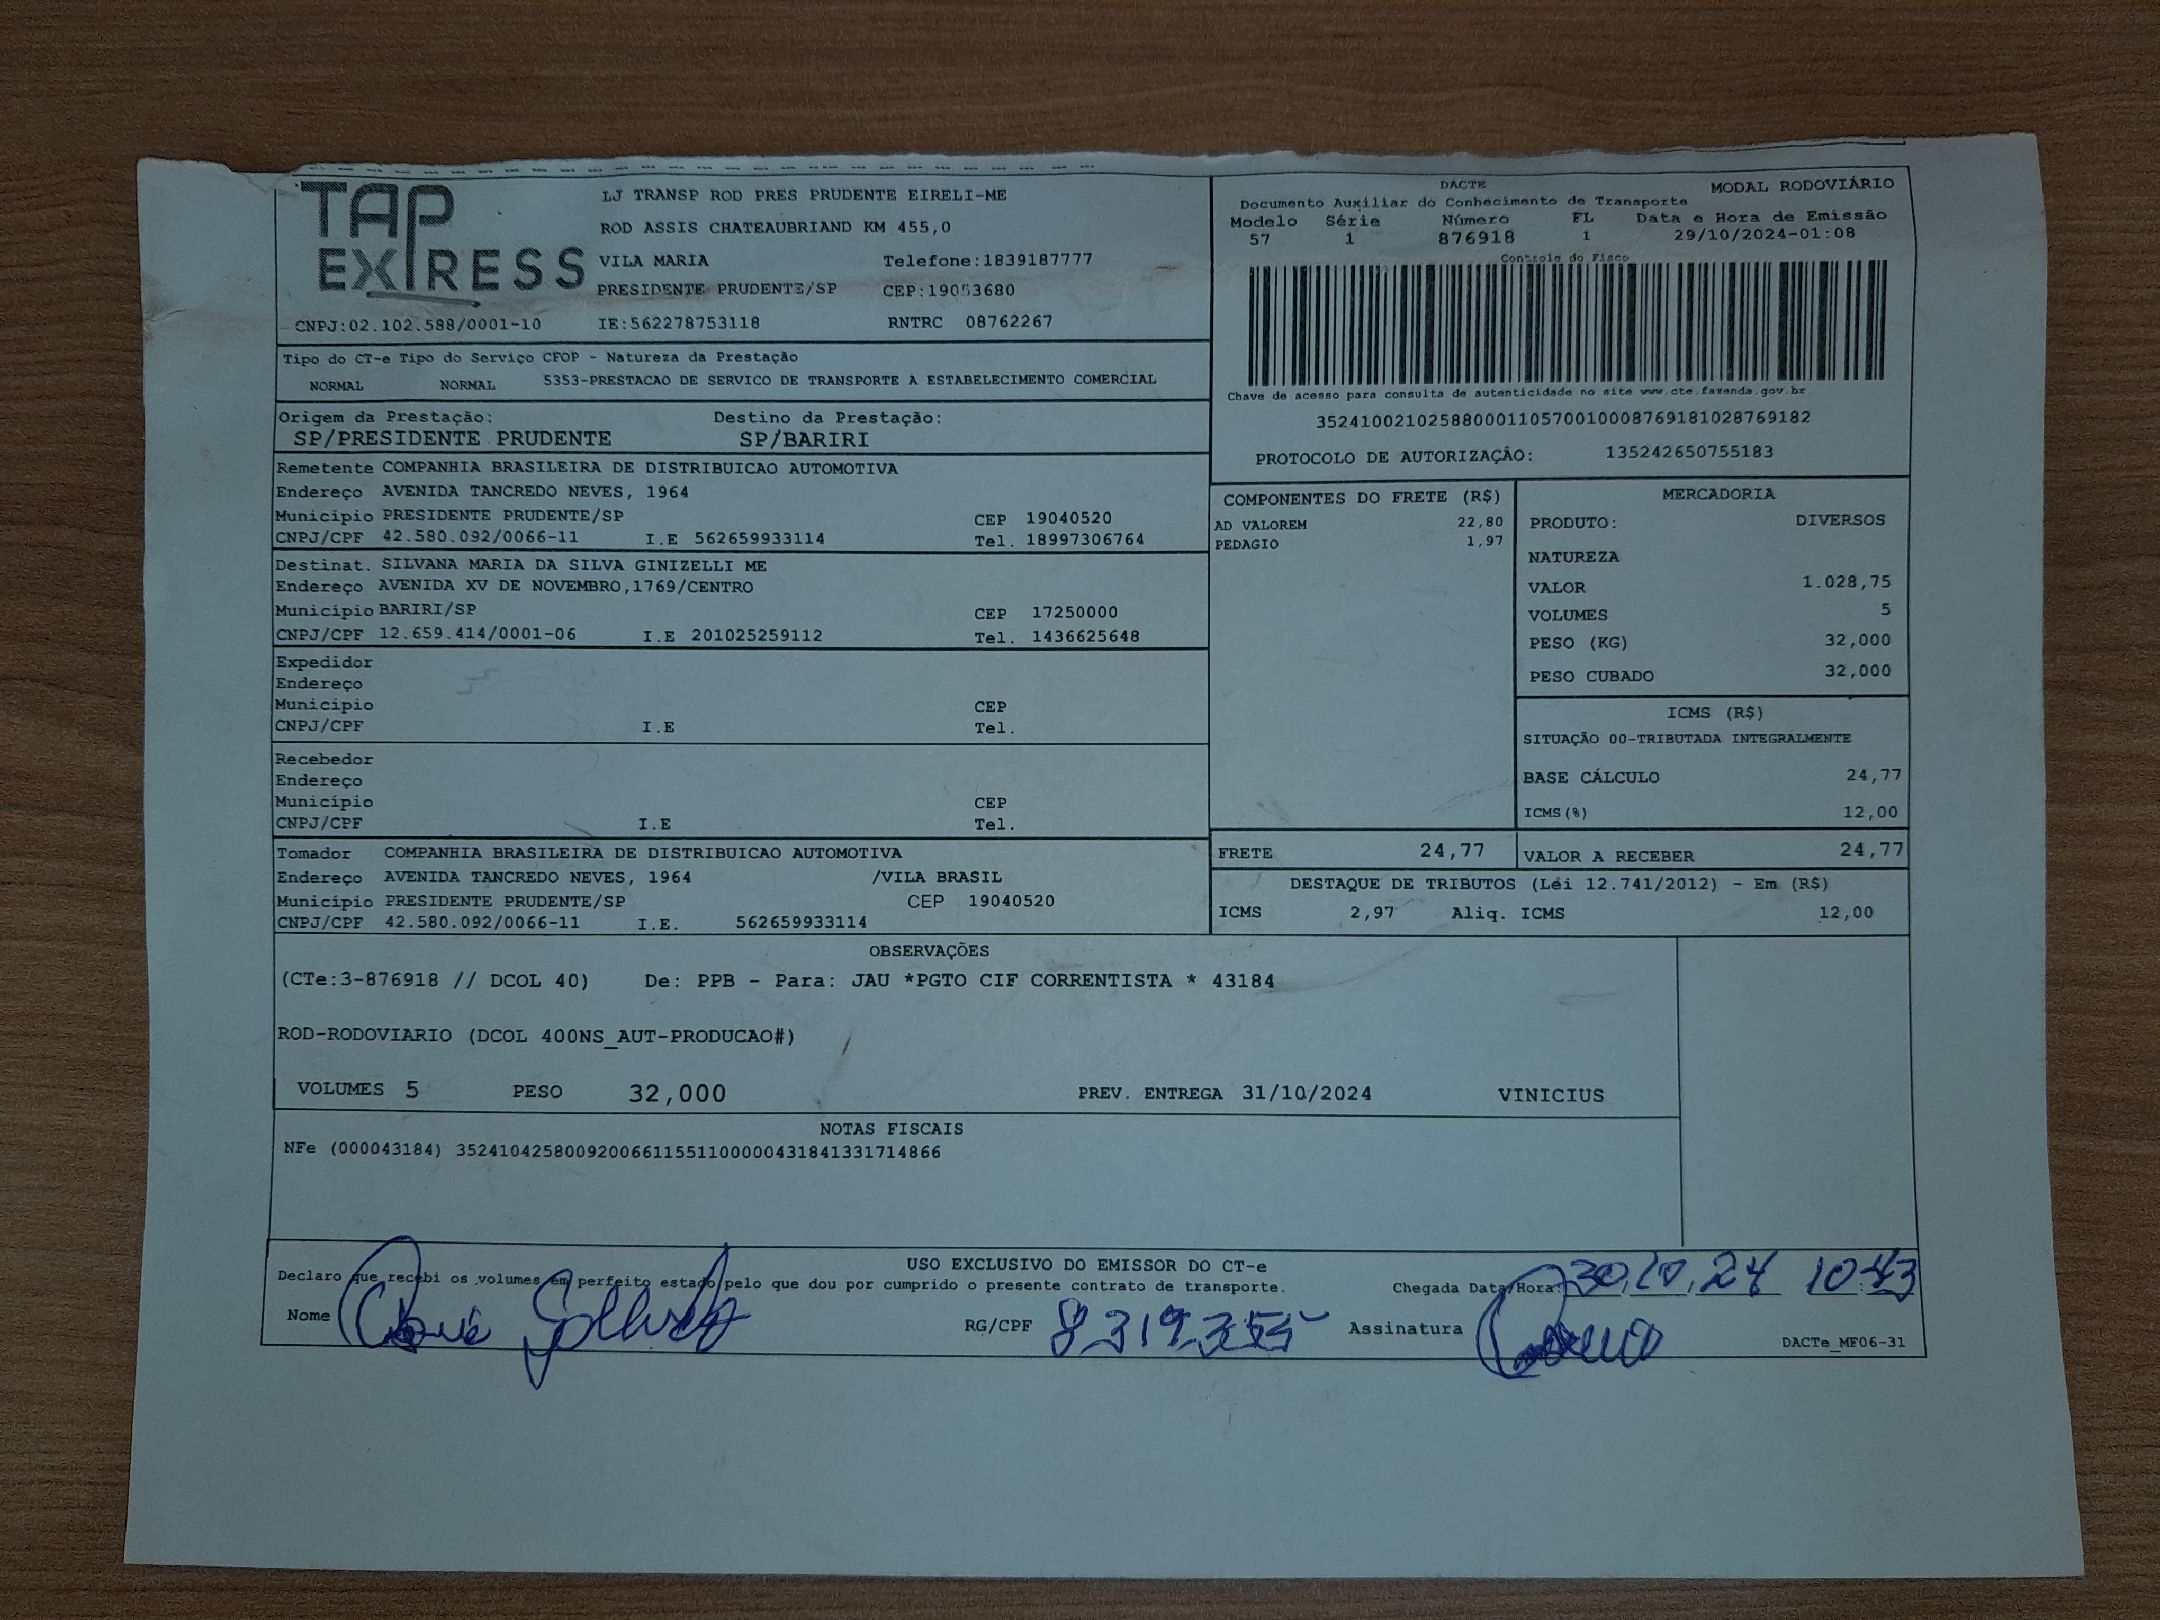 TAP EXPRESS
LJ TRANSP ROD PRES PRUDENTE EIRELI-ME
ROD ASSIS CHATEAUBRIAND KM 455,0
VILA MARIA Telefone:1839187777
PRESIDENTE PRUDENTE/SP CEP:19053680
CNPJ:02.102.588/0001-10 IE:562278753118 RNTRC 08762267
DACTE MODAL RODOVIÁRIO
Documento Auxiliar do Conhecimento de Transporte
Modelo Série Número FL Data e Hora de Emissão
57 1 876918 1 29/10/2024-01:08
Controle do Fisco
Chave de acesso para consulta de autenticidade no site www.cte.fazenda.gov.br
35241002102588000110570010008769181028769182
PROTOCOLO DE AUTORIZAÇÃO: 135242650755183
Tipo do CT-e Tipo do Serviço CFOP - Natureza da Prestação
NORMAL NORMAL 5353-PRESTACAO DE SERVICO DE TRANSPORTE A ESTABELECIMENTO COMERCIAL
Origem da Prestação: Destino da Prestação:
SP/PRESIDENTE PRUDENTE SP/BARIRI
Remetente COMPANHIA BRASILEIRA DE DISTRIBUICAO AUTOMOTIVA
Endereço AVENIDA TANCREDO NEVES, 1964
Município PRESIDENTE PRUDENTE/SP CEP 19040520
CNPJ/CPF 42.580.092/0066-11 I.E 562659933114 Tel. 18997306764
Destinat. SILVANA MARIA DA SILVA GINIZELLI ME
Endereço AVENIDA XV DE NOVEMBRO,1769/CENTRO
Município BARIRI/SP CEP 17250000
CNPJ/CPF 12.659.414/0001-06 I.E 201025259112 Tel. 1436625648
Expedidor
Endereço
Município CEP
CNPJ/CPF I.E Tel.
Recebedor
Endereço
Município CEP
CNPJ/CPF I.E Tel.
Tomador COMPANHIA BRASILEIRA DE DISTRIBUICAO AUTOMOTIVA
Endereço AVENIDA TANCREDO NEVES, 1964 /VILA BRASIL
Município PRESIDENTE PRUDENTE/SP CEP 19040520
CNPJ/CPF 42.580.092/0066-11 I.E. 562659933114
COMPONENTES DO FRETE (R$)
AD VALOREM 22,80
PEDAGIO 1,97
MERCADORIA
PRODUTO: DIVERSOS
NATUREZA
VALOR 1.028,75
VOLUMES 5
PESO (KG) 32,000
PESO CUBADO 32,000
ICMS (R$)
SITUAÇÃO 00-TRIBUTADA INTEGRALMENTE
BASE CÁLCULO 24,77
ICMS(%) 12,00
FRETE 24,77 VALOR A RECEBER 24,77
DESTAQUE DE TRIBUTOS (Lei 12.741/2012) - Em (R$)
ICMS 2,97 Aliq. ICMS 12,00
OBSERVAÇÕES
(CTe:3-876918 // DCOL 40) De: PPB - Para: JAU *PGTO CIF CORRENTISTA * 43184
ROD-RODOVIARIO (DCOL 400NS_AUT-PRODUCAO#)
VOLUMES 5 PESO 32,000 PREV. ENTREGA 31/10/2024 VINICIUS
NOTAS FISCAIS
NFe (000043184) 35241042580092006611551100000431841331714866
USO EXCLUSIVO DO EMISSOR DO CT-e
Declaro que recebi os volumes em perfeito estado pelo que dou por cumprido o presente contrato de transporte. Chegada Data/Hora: 30,10,24 10:43
Nome RG/CPF 8319355 Assinatura
DACTe_MF06-31